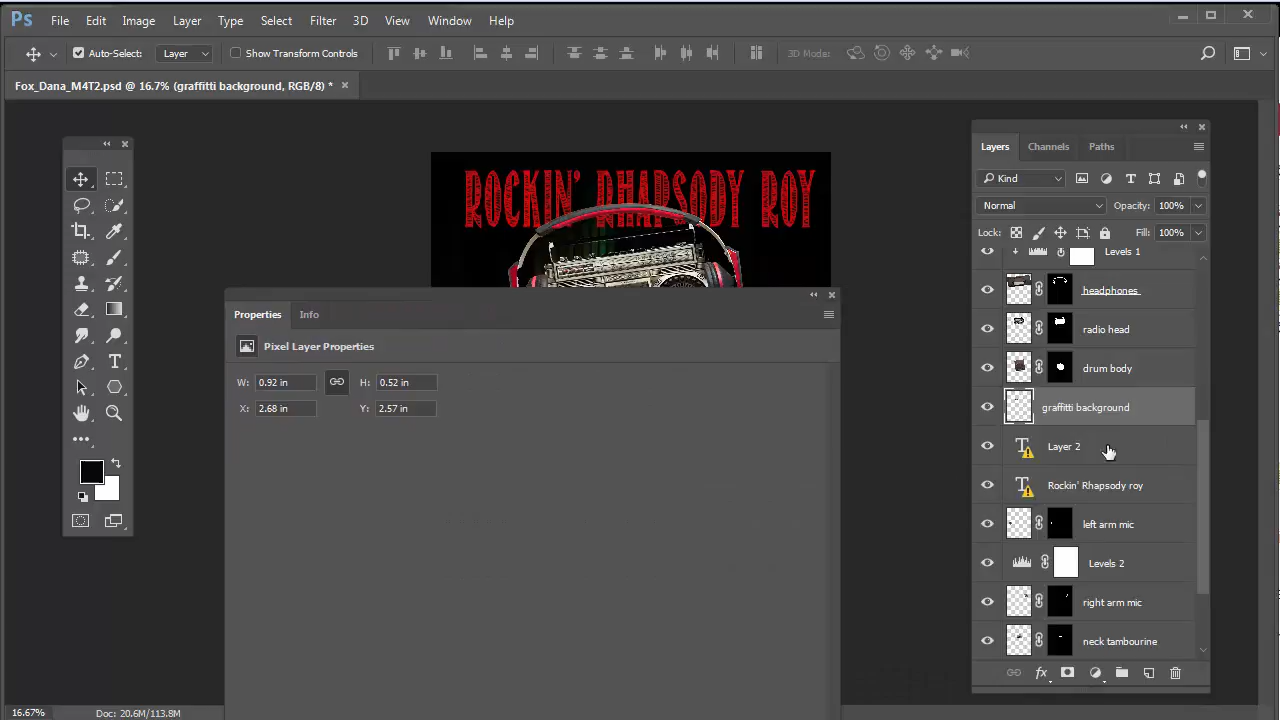 Ps File Edit Image Layer Type Select Filter 3D View Window Help
Auto-Select: Layer Show Transform Controls 3D Mode:
Fox_Dana_M4T2.psd @ 16.7% (graffitti background, RGB/8) *
ROCKIN' RHAPSODY ROY
Properties Info
Pixel Layer Properties
W: 0.92 in H: 0.52 in
X: 2.68 in Y: 2.57 in
Layers Channels Paths
Kind
Normal Opacity: 100%
Lock: Fill: 100%
Levels 1
headphones
radio head
drum body
graffitti background
Layer 2
Rockin' Rhapsody roy
left arm mic
Levels 2
right arm mic
neck tambourine
fx
16.67% Doc: 20.6M/113.8M